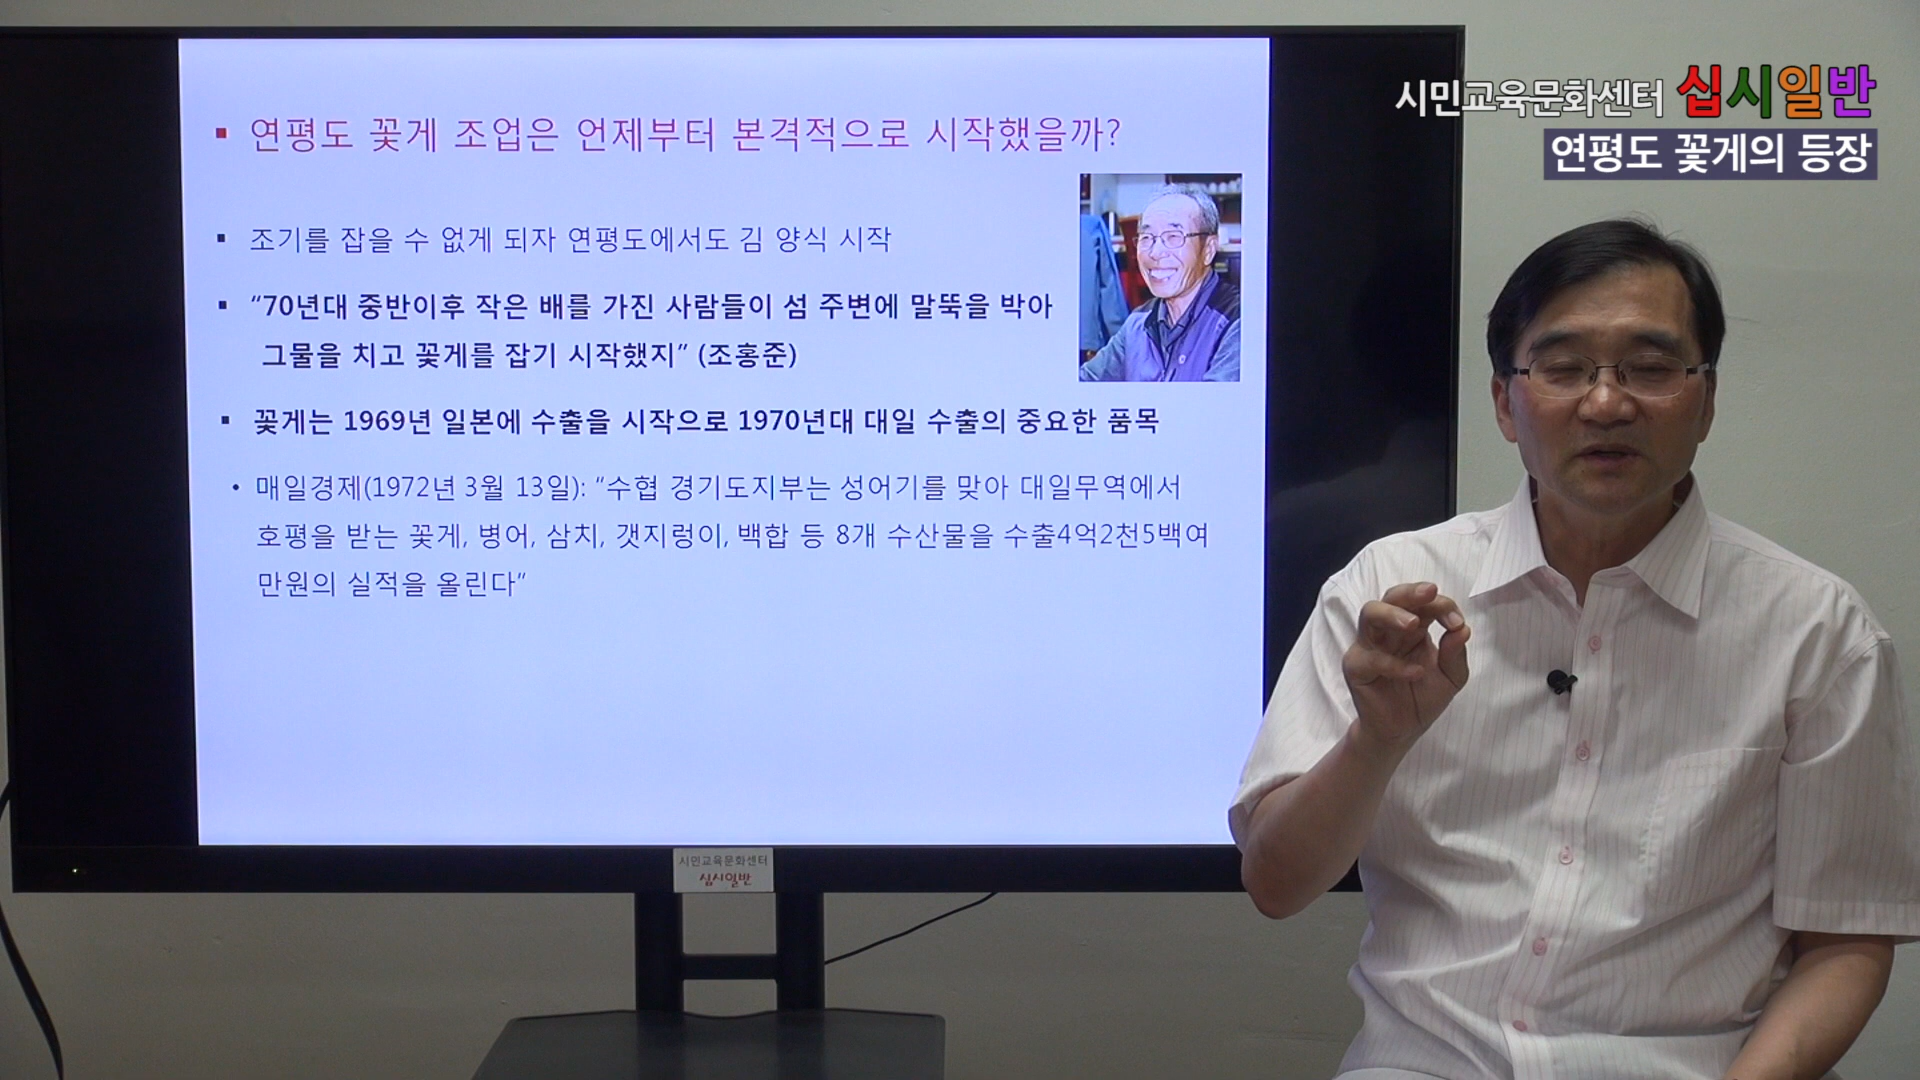 시민교육문화센터 십시일반
연평도 꽃게의 등장
▪ 연평도 꽃게 조업은 언제부터 본격적으로 시작했을까?
▪ 조기를 잡을 수 없게 되자 연평도에서도 김 양식 시작
▪ “70년대 중반이후 작은 배를 가진 사람들이 섬 주변에 말뚝을 박아
그물을 치고 꽃게를 잡기 시작했지” (조홍준)
▪ 꽃게는 1969년 일본에 수출을 시작으로 1970년대 대일 수출의 중요한 품목
• 매일경제(1972년 3월 13일): “수협 경기도지부는 성어기를 맞아 대일무역에서
호평을 받는 꽃게, 병어, 삼치, 갯지렁이, 백합 등 8개 수산물을 수출4억2천5백여
만원의 실적을 올린다”
시민교육문화센터
십시일반